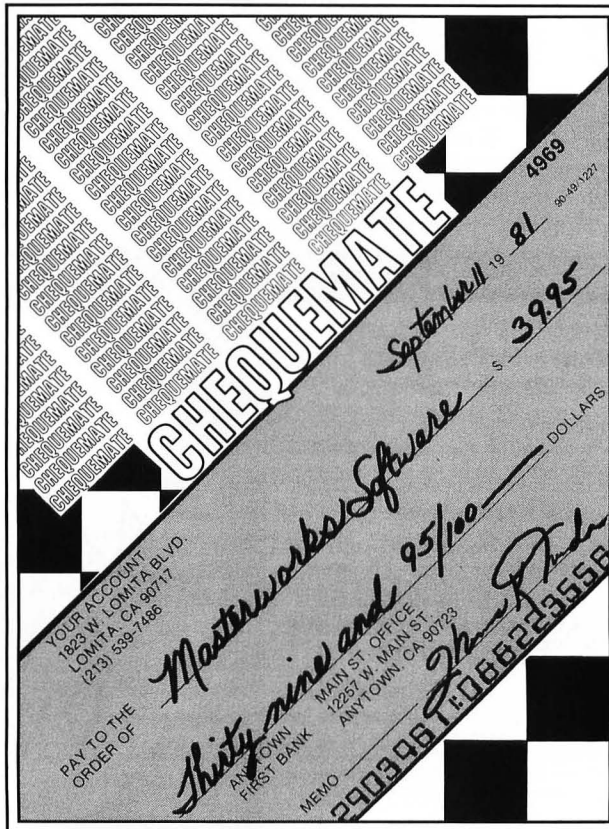 CHEQUEMATE
CHEQUEMATE
4969
90-49/1227
September 11 19 81
$ 39.95
YOUR ACCOUNT
1823 W. LOMITA BLVD.
LOMITA, CA 90717
(213) 539-7486
PAY TO THE
ORDER OF Masterworks Software
Thirty nine and 95/100 DOLLARS
ANYTOWN
FIRST BANK
MAIN ST. OFFICE
12257 W. MAIN ST.
ANYTOWN, CA 90723
MEMO